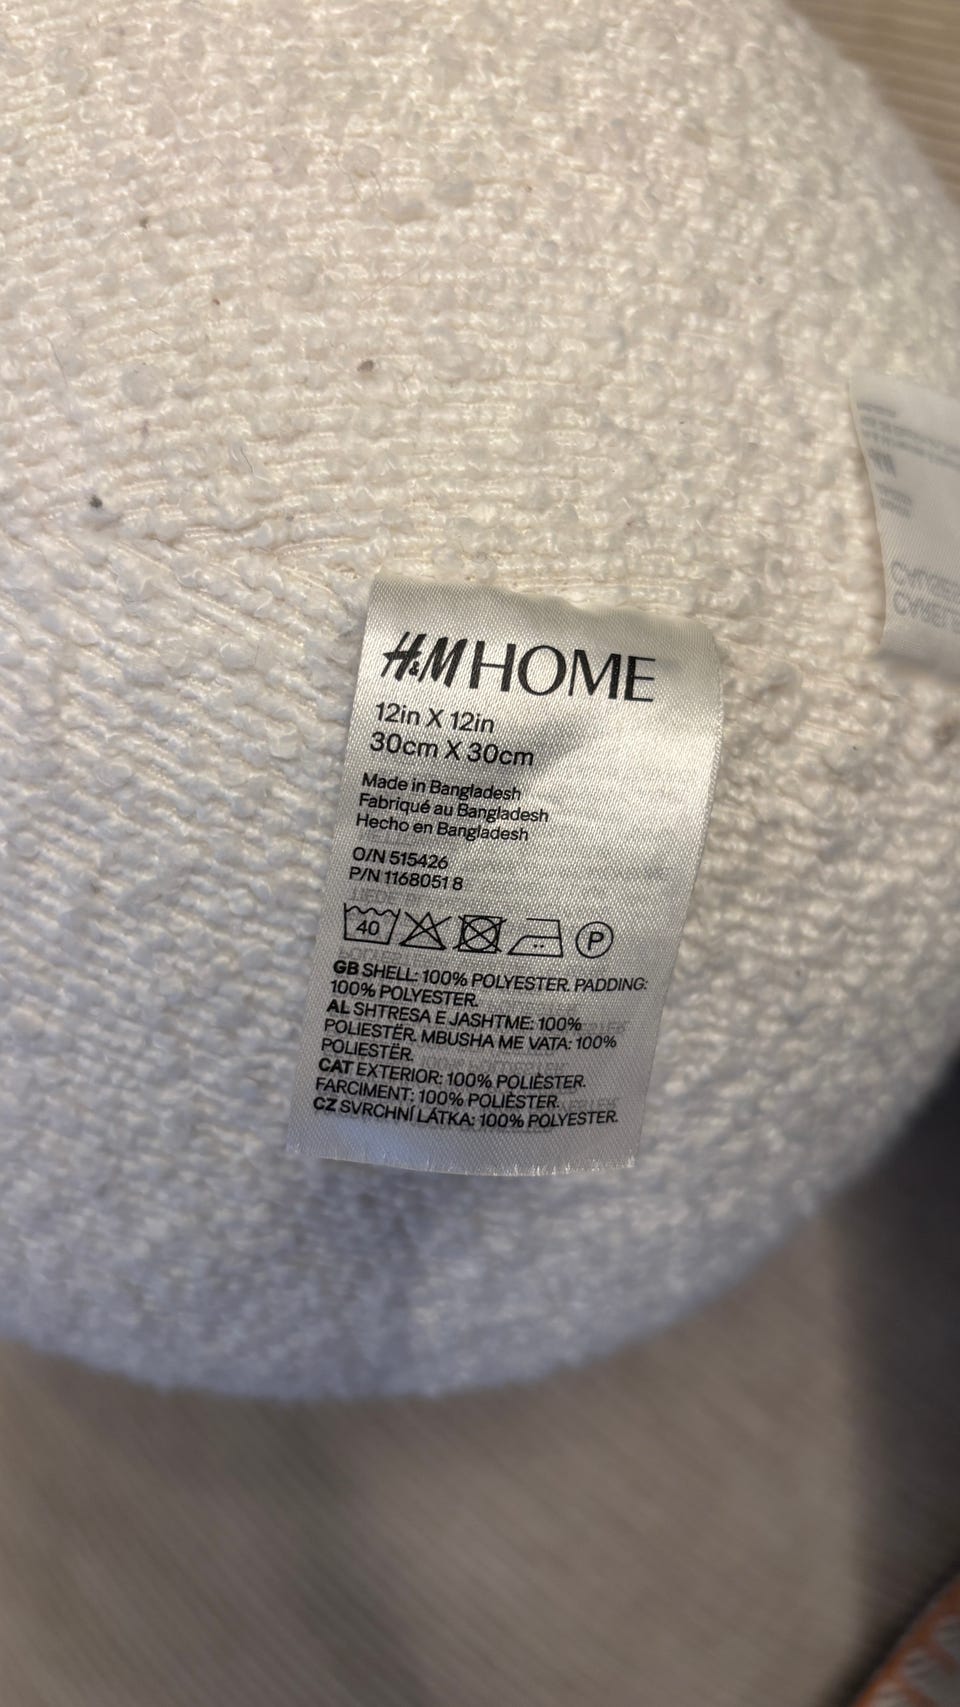 H&M HOME
12in X 12in
30cm X 30cm
Made in Bangladesh
Fabriqué au Bangladesh
Hecho en Bangladesh
O/N 515426
P/N 1168051 8
40
P
GB SHELL: 100% POLYESTER. PADDING:
100% POLYESTER.
AL SHTRESA E JASHTME: 100%
POLIESTËR. MBUSHA ME VATA: 100%
POLIESTËR.
CAT EXTERIOR: 100% POLIÈSTER.
FARCIMENT: 100% POLIÈSTER.
CZ SVRCHNÍ LÁTKA: 100% POLYESTER.